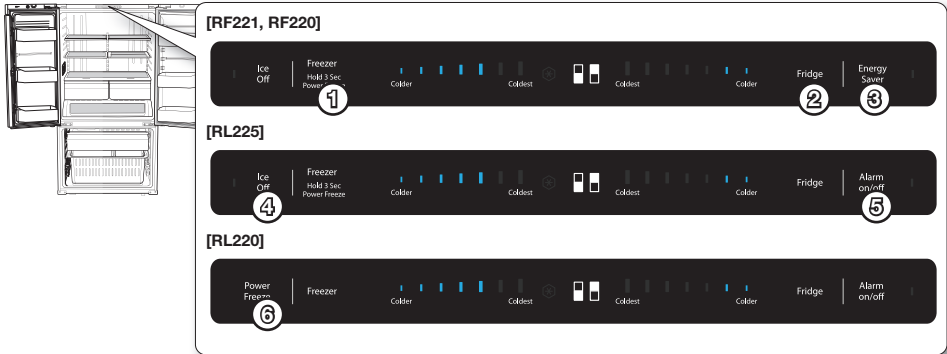 [RF221, RF220]
Ice
Off
Freezer
Hold 3 Sec
Power Freeze
1
Colder
Coldest
Coldest
Colder
Fridge
2
Energy
Saver
3
[RL225]
Ice
Off
4
Freezer
Hold 3 Sec
Power Freeze
Colder
Coldest
Coldest
Colder
Fridge
Alarm
on/off
5
[RL220]
Power
Freeze
6
Freezer
Colder
Coldest
Coldest
Colder
Fridge
Alarm
on/off